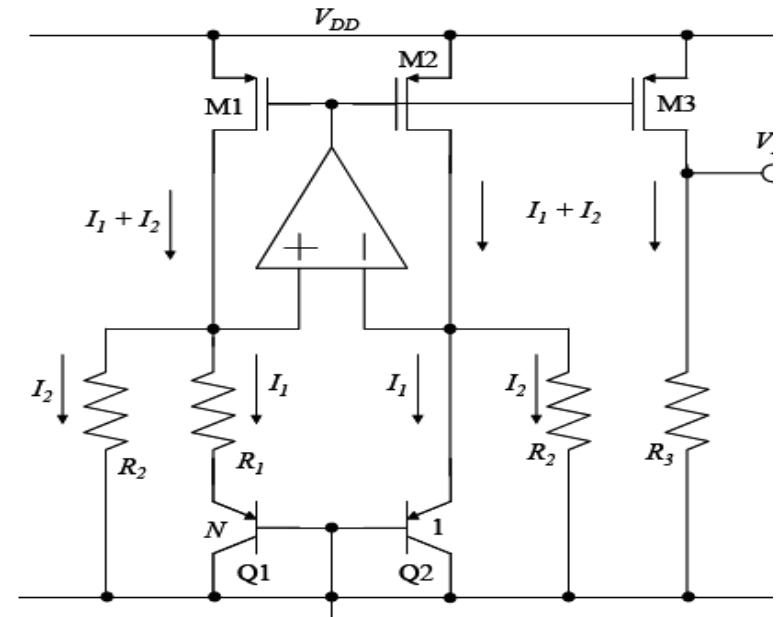 V_DD
M1
M2
M3
I_1 + I_2
+
I_1 + I_2
I_2
I_1
I_1
I_2
R_2
R_1
R_2
R_3
N
1
Q1
Q2